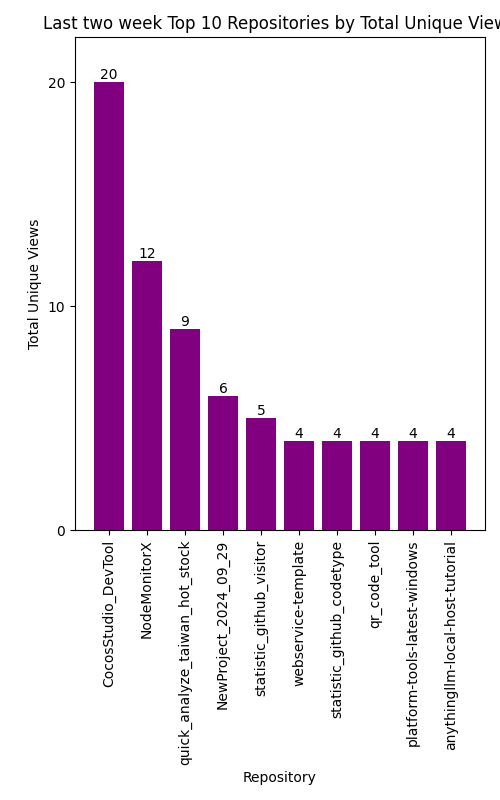 Last two week Top 10 Repositories by Total Unique View
20
12
9
6
5
4
4
4
4
4
20
10
0
Total Unique Views
CocosStudio_DevTool
NodeMonitorX
quick_analyze_taiwan_hot_stock
NewProject_2024_09_29
statistic_github_visitor
webservice-template
statistic_github_codetype
qr_code_tool
platform-tools-latest-windows
anythingllm-local-host-tutorial
Repository